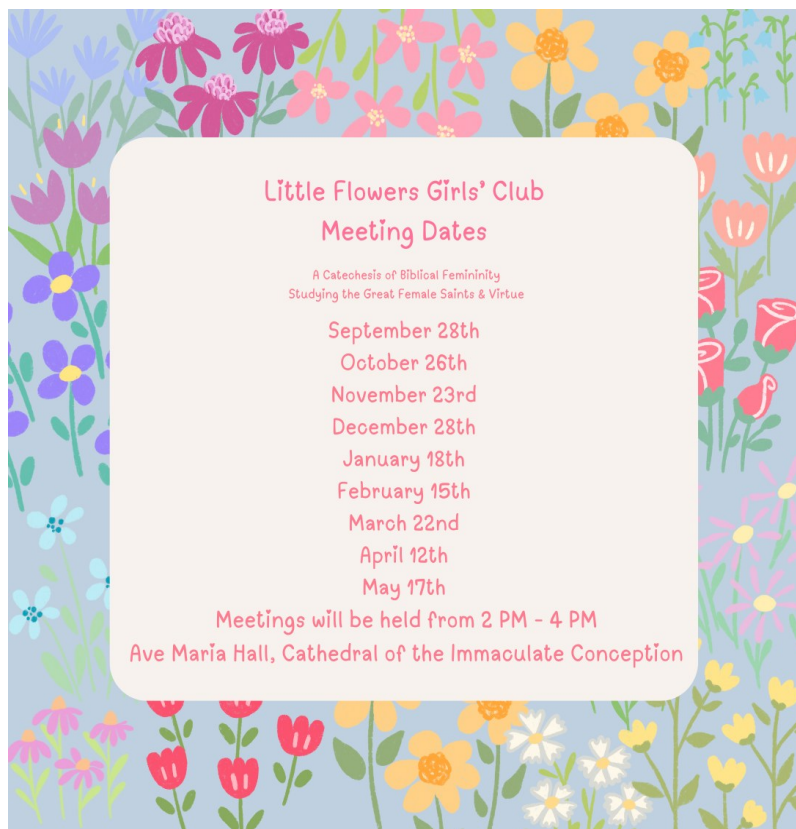 Little Flowers Girls' Club
Meeting Dates
A Catechesis of Biblical Femininity
Studying the Great Female Saints & Virtue
September 28th
October 26th
November 23rd
December 28th
January 18th
February 15th
March 22nd
April 12th
May 17th
Meetings will be held from 2 PM - 4 PM
Ave Maria Hall, Cathedral of the Immaculate Conception